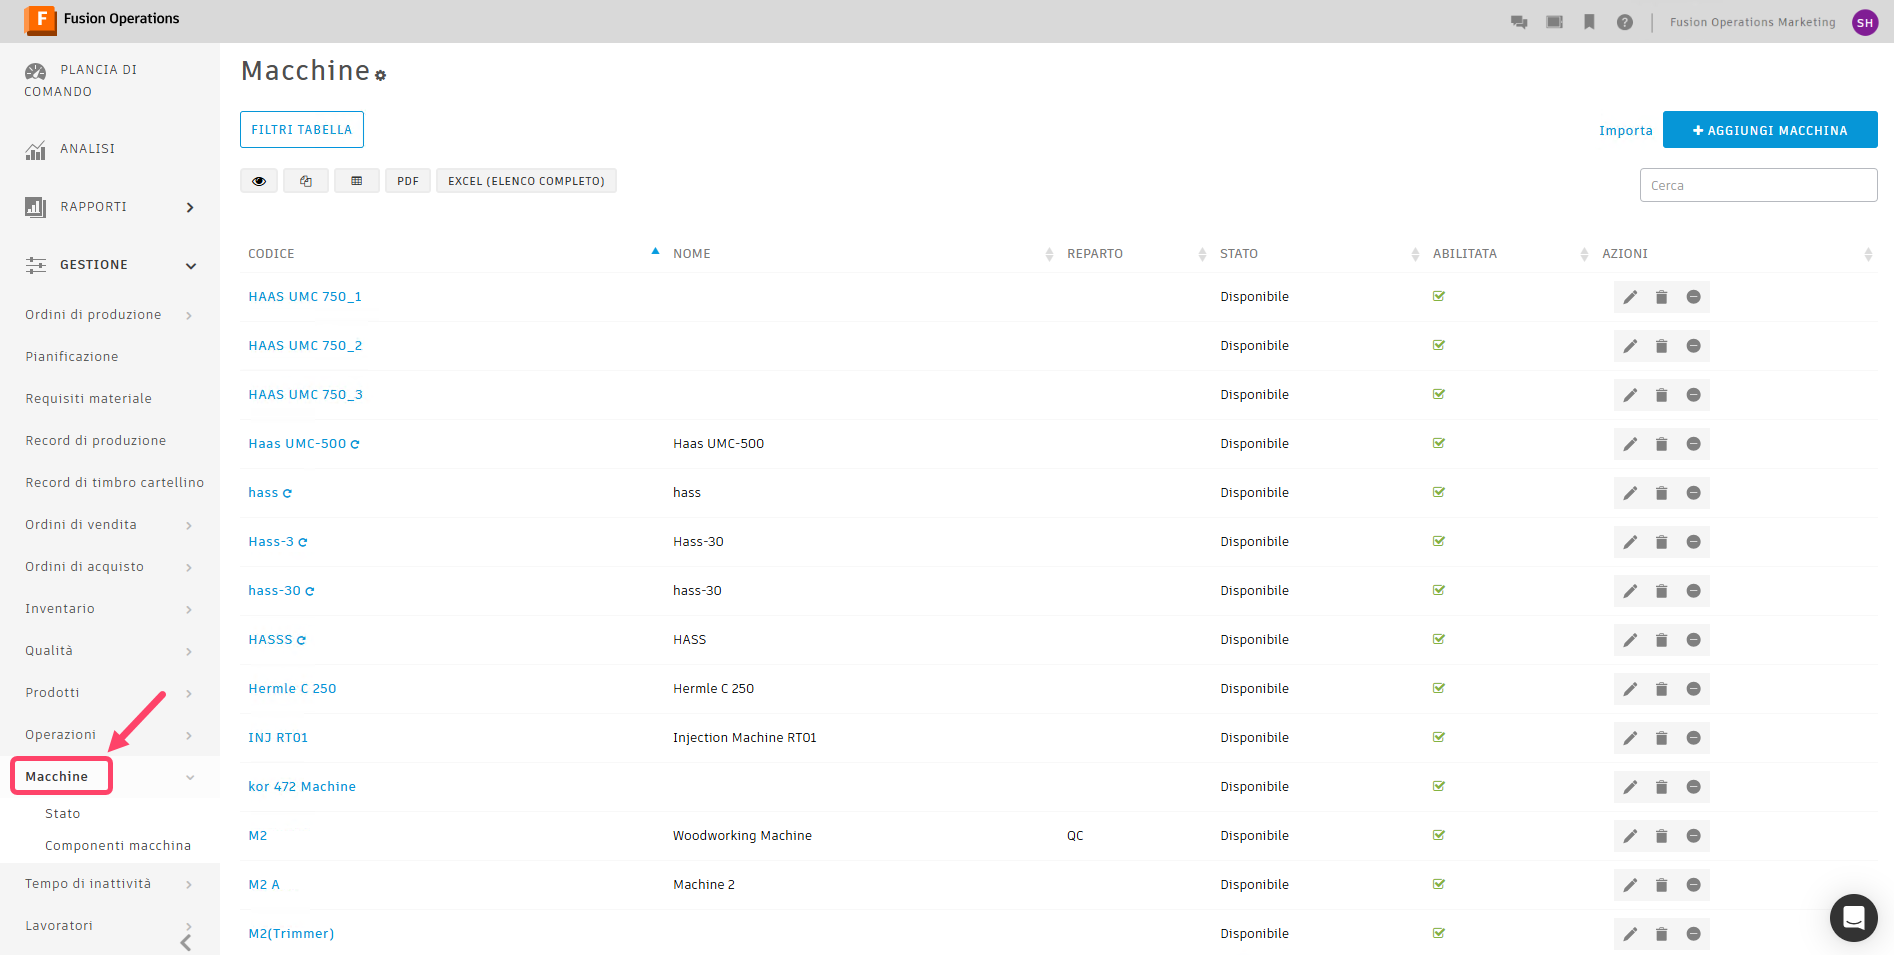 F Fusion Operations
Fusion Operations Marketing SH
PLANCIA DI
COMANDO
ANALISI
RAPPORTI
GESTIONE
Ordini di produzione
Pianificazione
Requisiti materiale
Record di produzione
Record di timbro cartellino
Ordini di vendita
Ordini di acquisto
Inventario
Qualità
Prodotti
Operazioni
Macchine
Stato
Componenti macchina
Tempo di inattività
Lavoratori
Macchine
FILTRI TABELLA
Importa
+ AGGIUNGI MACCHINA
PDF
EXCEL (ELENCO COMPLETO)
Cerca
CODICE NOME REPARTO STATO ABILITATA AZIONI
HAAS UMC 750_1 Disponibile
HAAS UMC 750_2 Disponibile
HAAS UMC 750_3 Disponibile
Haas UMC-500 Haas UMC-500 Disponibile
hass hass Disponibile
Hass-3 Hass-30 Disponibile
hass-30 hass-30 Disponibile
HASSS HASS Disponibile
Hermle C 250 Hermle C 250 Disponibile
INJ RT01 Injection Machine RT01 Disponibile
kor 472 Machine Disponibile
M2 Woodworking Machine QC Disponibile
M2 A Machine 2 Disponibile
M2(Trimmer) Disponibile